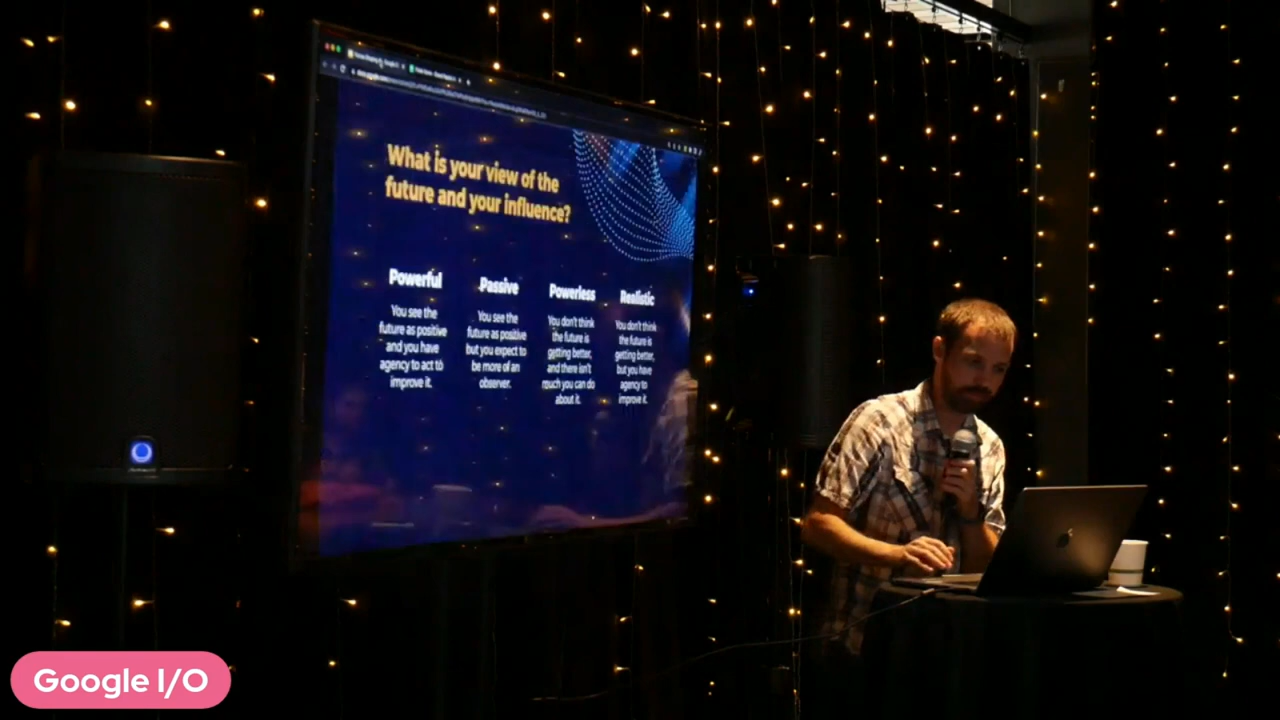 What is your view of the
future and your influence?
Powerful
You see the
future as positive
and you have
agency to act to
improve it.
Passive
You see the
future as positive
but you expect to
be more of an
observer.
Powerless
You don't think
the future is
getting better,
and there isn't
much you can do
about it.
Realistic
You don't think
the future is
getting better,
but you have
agency to
improve it.
Google I/O